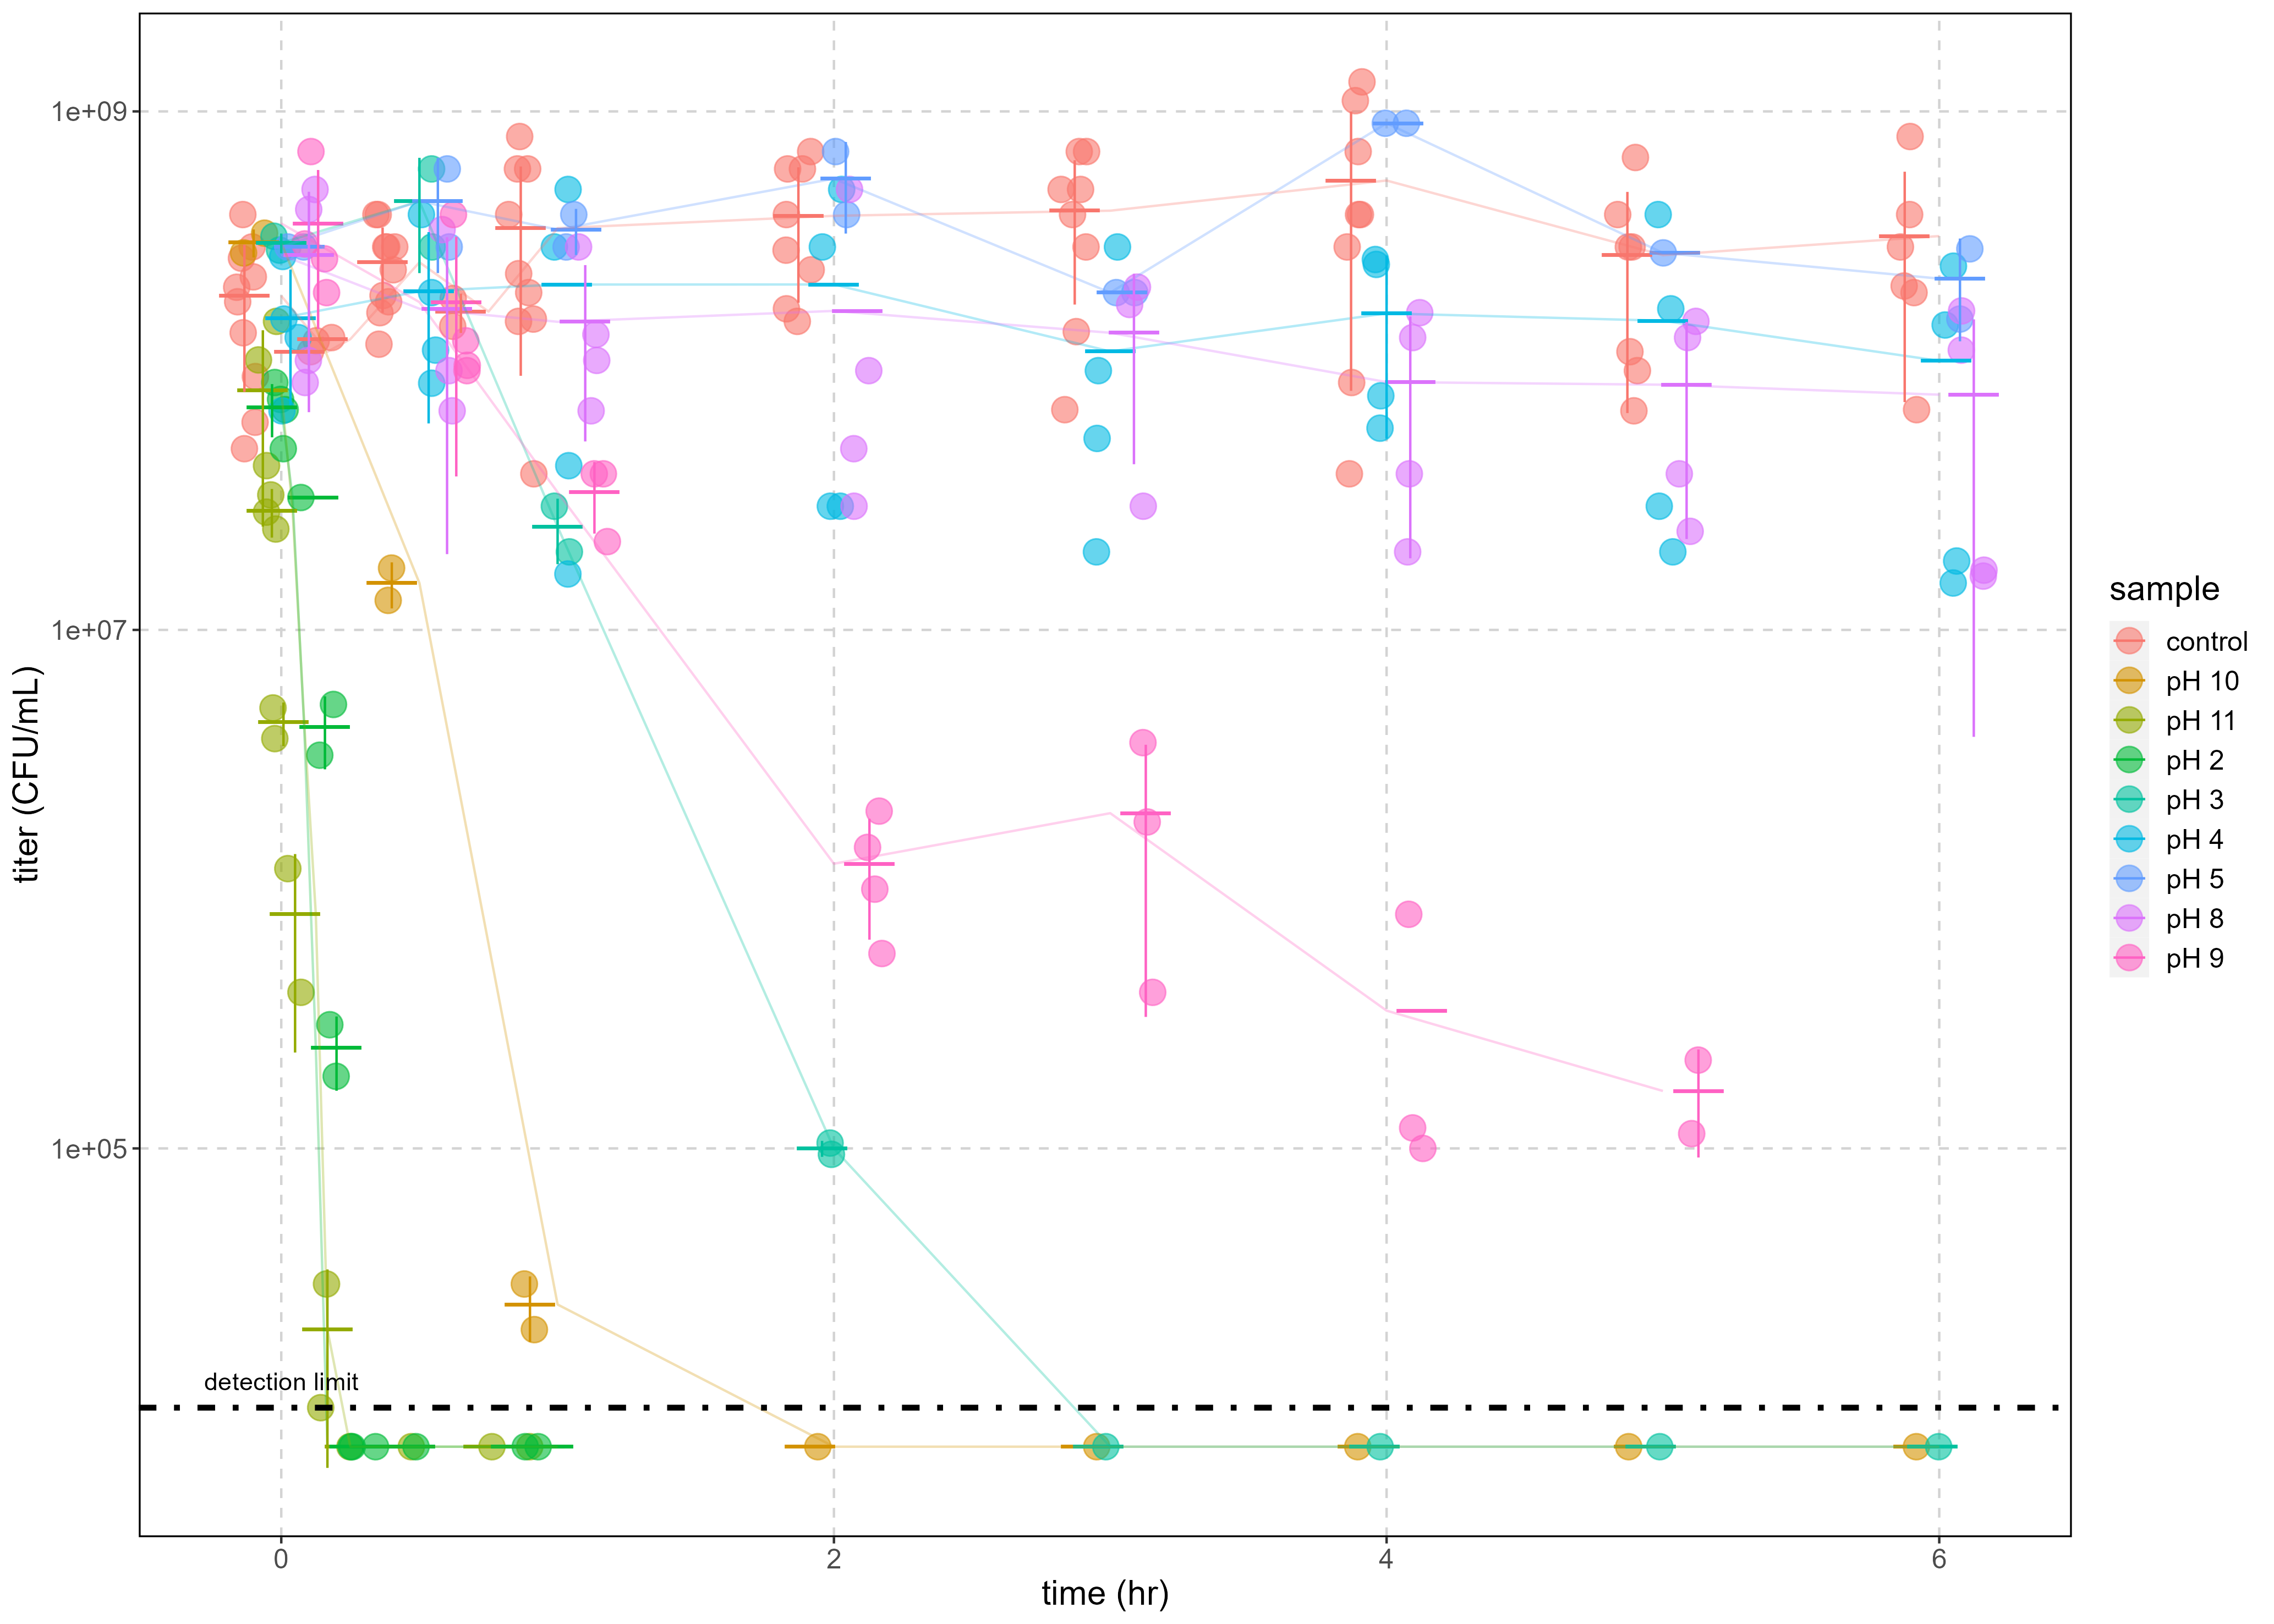 1e+09
1e+07
1e+05
titer (CFU/mL)
detection limit
0 2 4 6
time (hr)
sample
control
pH 10
pH 11
pH 2
pH 3
pH 4
pH 5
pH 8
pH 9